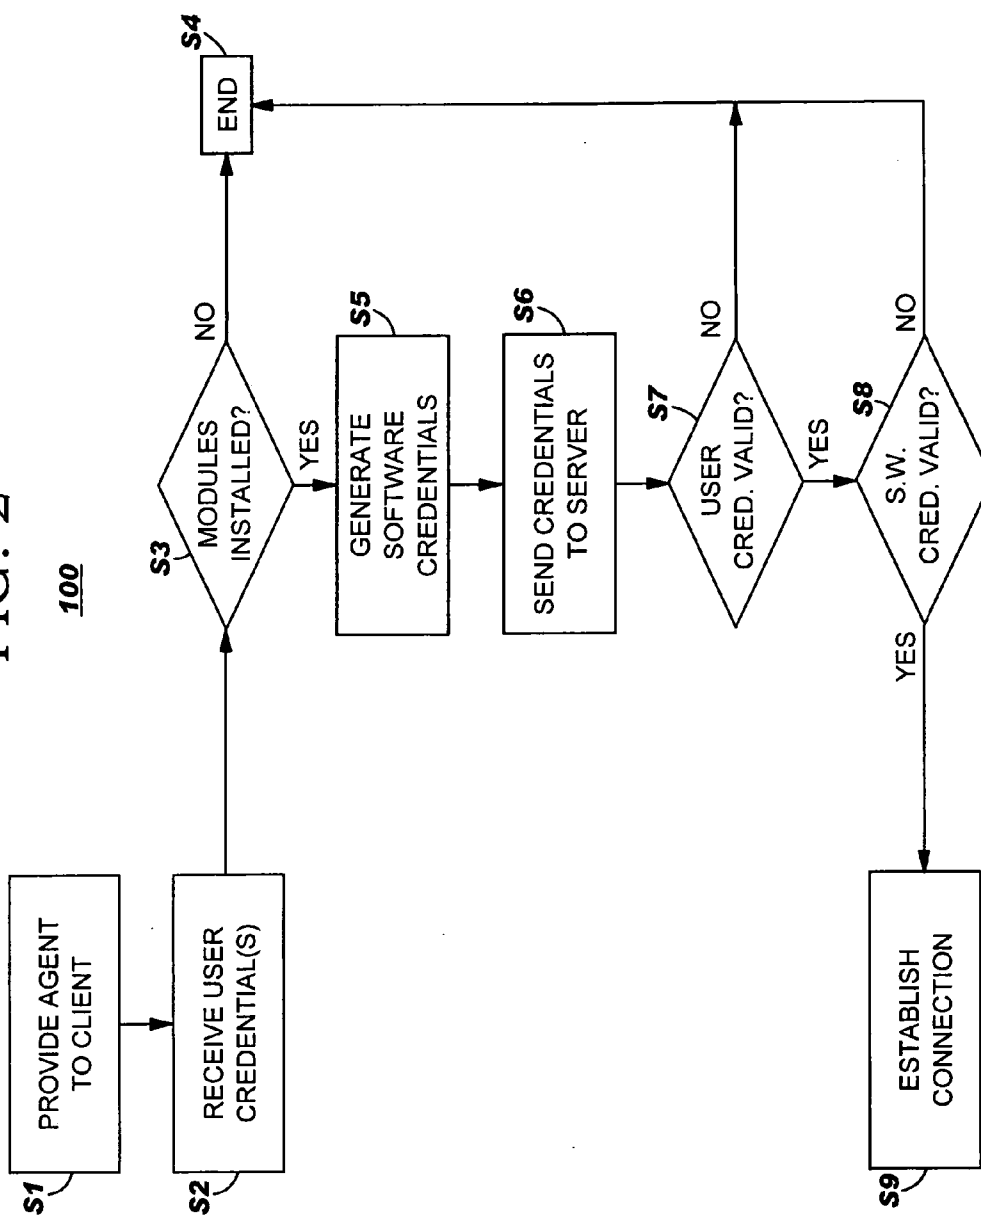 FIG. 2
100
S1
PROVIDE AGENT
TO CLIENT
S2
RECEIVE USER
CREDENTIAL(S)
S3
MODULES
INSTALLED?
NO
S4
END
YES
S5
GENERATE
SOFTWARE
CREDENTIALS
S6
SEND CREDENTIALS
TO SERVER
S7
USER
CRED. VALID?
NO
YES
S8
S.W.
CRED. VALID?
NO
YES
S9
ESTABLISH
CONNECTION